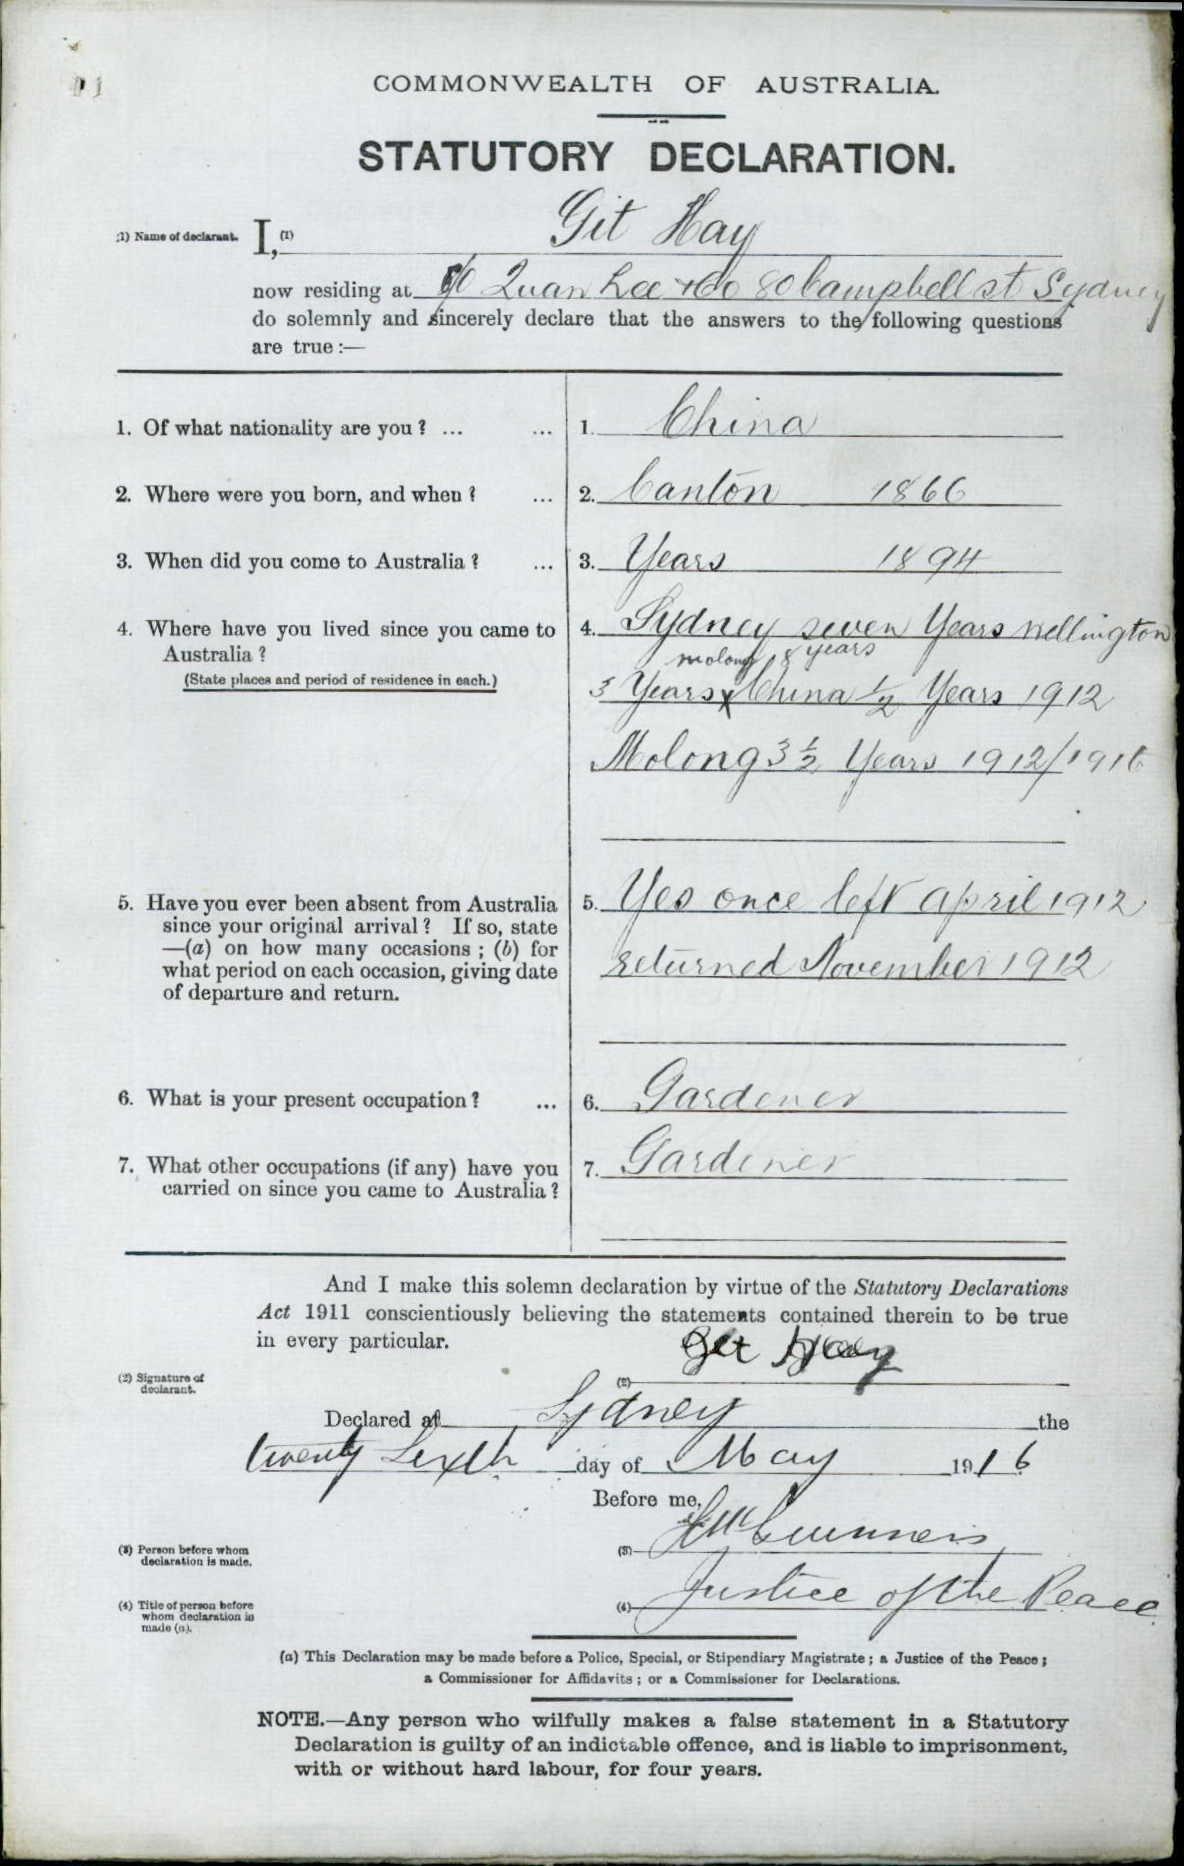 COMMONWEALTH OF AUSTRALIA.
STATUTORY DECLARATION.
(1) Name of declarant. I, (1) Git Hay
now residing at c/o Quan Lee & Co 80 Campbell st Sydney
do solemnly and sincerely declare that the answers to the following questions
are true:—
1. Of what nationality are you? ... ... 1. China
2. Where were you born, and when? ... 2. Canton 1866
3. When did you come to Australia? ... 3. Years 1894
4. Where have you lived since you came to 4. Sydney seven Years Wellington
Australia?
molong 8 years
(State places and period of residence in each.) 3 Years x China 1/2 Years 1912
Molong 3 1/2 Years 1912/1916
5. Have you ever been absent from Australia 5. Yes once left april 1912
since your original arrival? If so, state
—(a) on how many occasions; (b) for
what period on each occasion, giving date returned November 1912
of departure and return.
6. What is your present occupation? ... 6. Gardener
7. What other occupations (if any) have you 7. Gardener
carried on since you came to Australia?
And I make this solemn declaration by virtue of the Statutory Declarations
Act 1911 conscientiously believing the statements contained therein to be true
in every particular.
Git Hay
(2) Signature of
declarant.
(2)
Declared at Sydney the
twenty Sixth day of May 1916
Before me,
(3) Person before whom
declaration is made.
(3)
(4) Title of person before
whom declaration is
made (a).
(4) Justice of the Peace
(a) This Declaration may be made before a Police, Special, or Stipendiary Magistrate; a Justice of the Peace;
a Commissioner for Affidavits; or a Commissioner for Declarations.
NOTE.—Any person who wilfully makes a false statement in a Statutory
Declaration is guilty of an indictable offence, and is liable to imprisonment,
with or without hard labour, for four years.